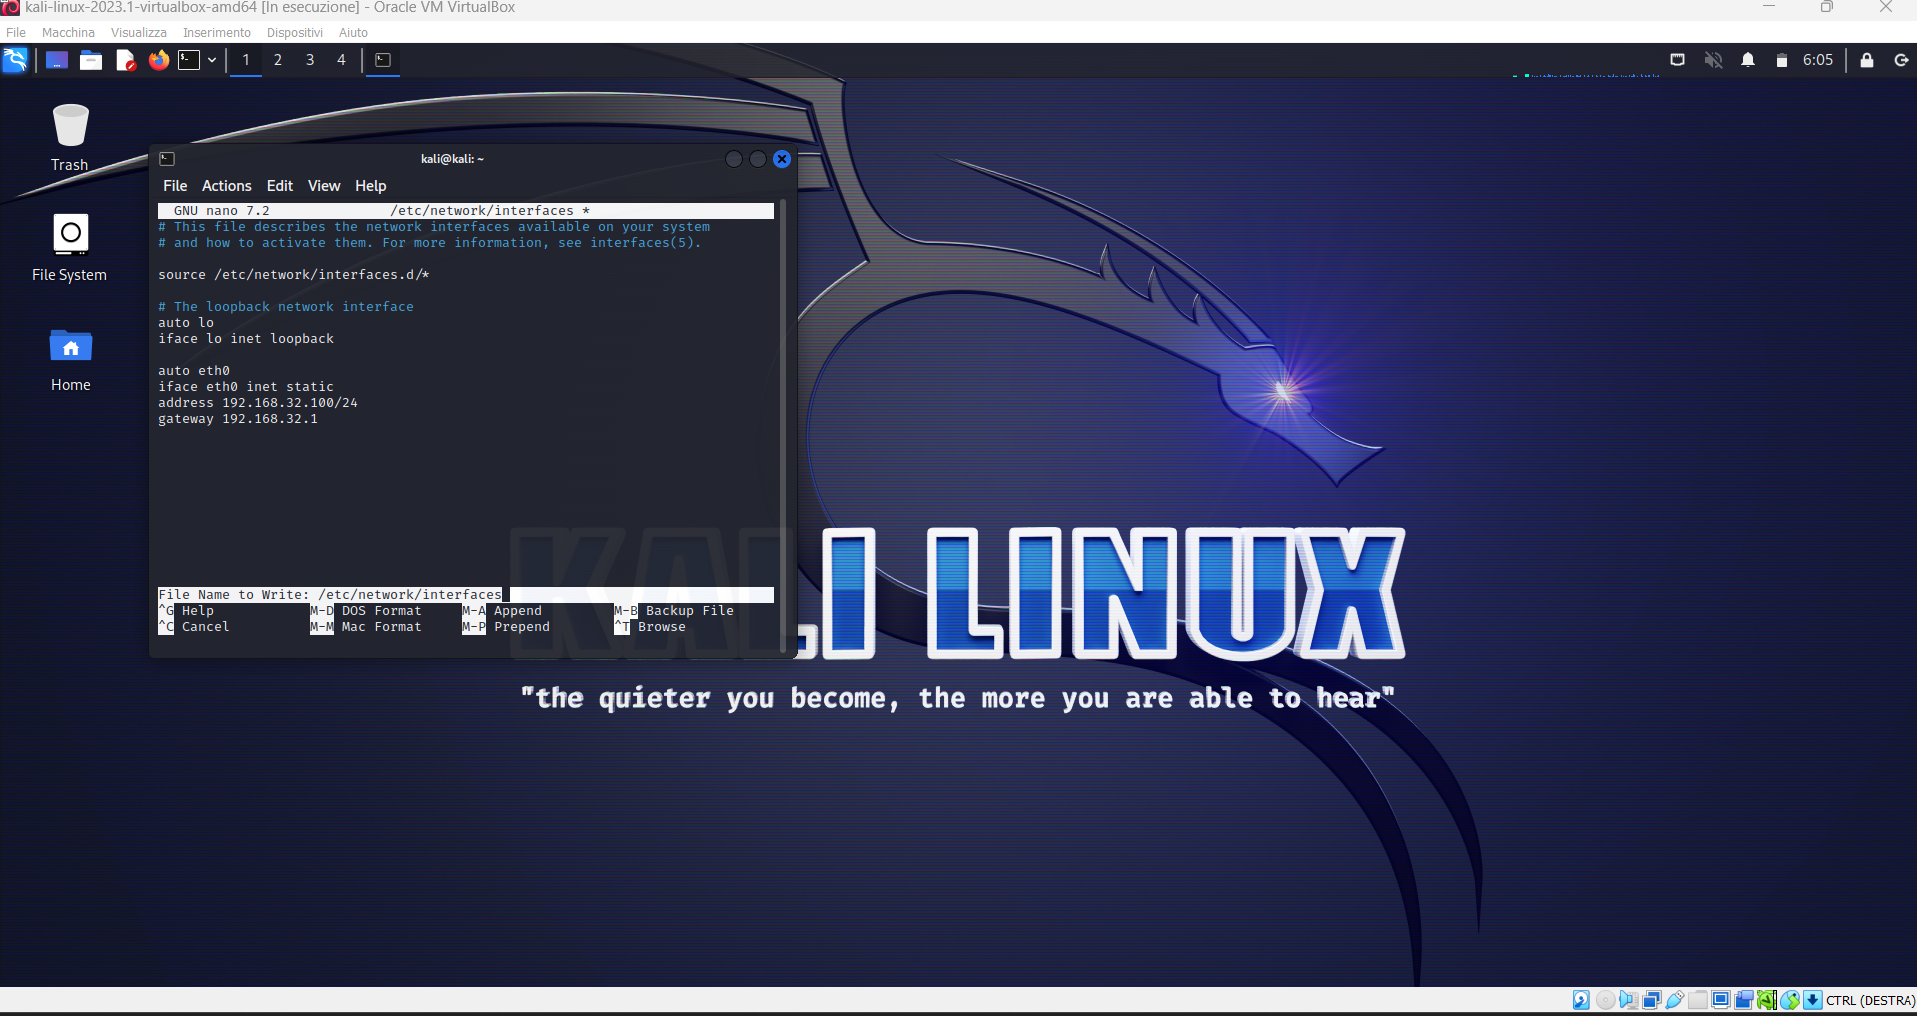 kali-linux-2023.1-virtualbox-amd64 [In esecuzione] - Oracle VM VirtualBox
File Macchina Visualizza Inserimento Dispositivi Aiuto
1 2 3 4 6:05
Trash
File System
Home
kali@kali: ~
File Actions Edit View Help
GNU nano 7.2 /etc/network/interfaces *
# This file describes the network interfaces available on your system
# and how to activate them. For more information, see interfaces(5).
source /etc/network/interfaces.d/*
# The loopback network interface
auto lo
iface lo inet loopback
auto eth0
iface eth0 inet static
address 192.168.32.100/24
gateway 192.168.32.1
File Name to Write: /etc/network/interfaces
^G Help M-D DOS Format M-A Append M-B Backup File
^C Cancel M-M Mac Format M-P Prepend ^T Browse
KALI LINUX
"the quieter you become, the more you are able to hear"
CTRL (DESTRA)